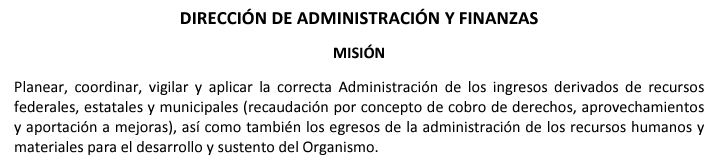 DIRECCIÓN DE ADMINISTRACIÓN Y FINANZAS
MISIÓN
Planear, coordinar, vigilar y aplicar la correcta Administración de los ingresos derivados de recursos
federales, estatales y municipales (recaudación por concepto de cobro de derechos, aprovechamientos
y aportación a mejoras), así como también los egresos de la administración de los recursos humanos y
materiales para el desarrollo y sustento del Organismo.